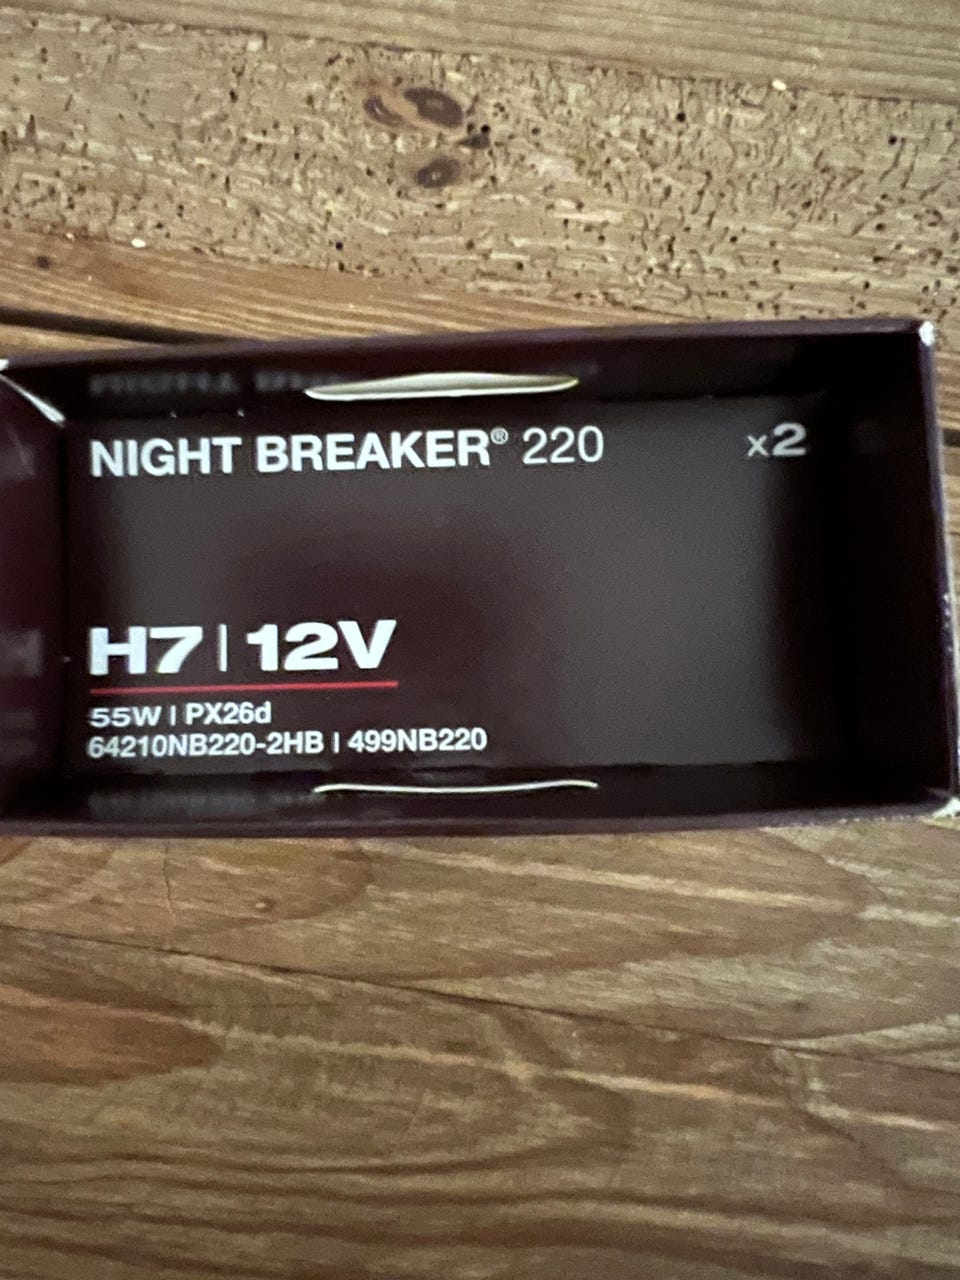 NIGHT BREAKER® 220 x2
H7 | 12V
55W | PX26d
64210NB220-2HB | 499NB220